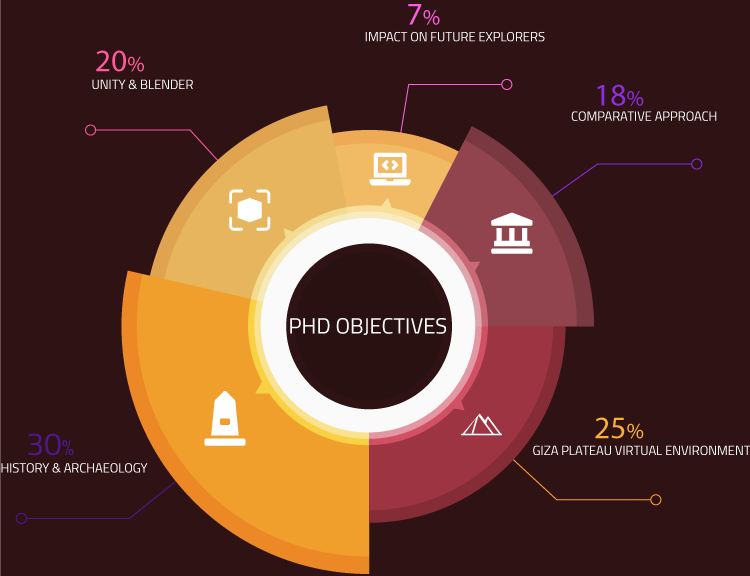 7%
IMPACT ON FUTURE EXPLORERS
20%
UNITY & BLENDER
18%
COMPARATIVE APPROACH
PHD OBJECTIVES
30%
HISTORY & ARCHAEOLOGY
25%
GIZA PLATEAU VIRTUAL ENVIRONMENT